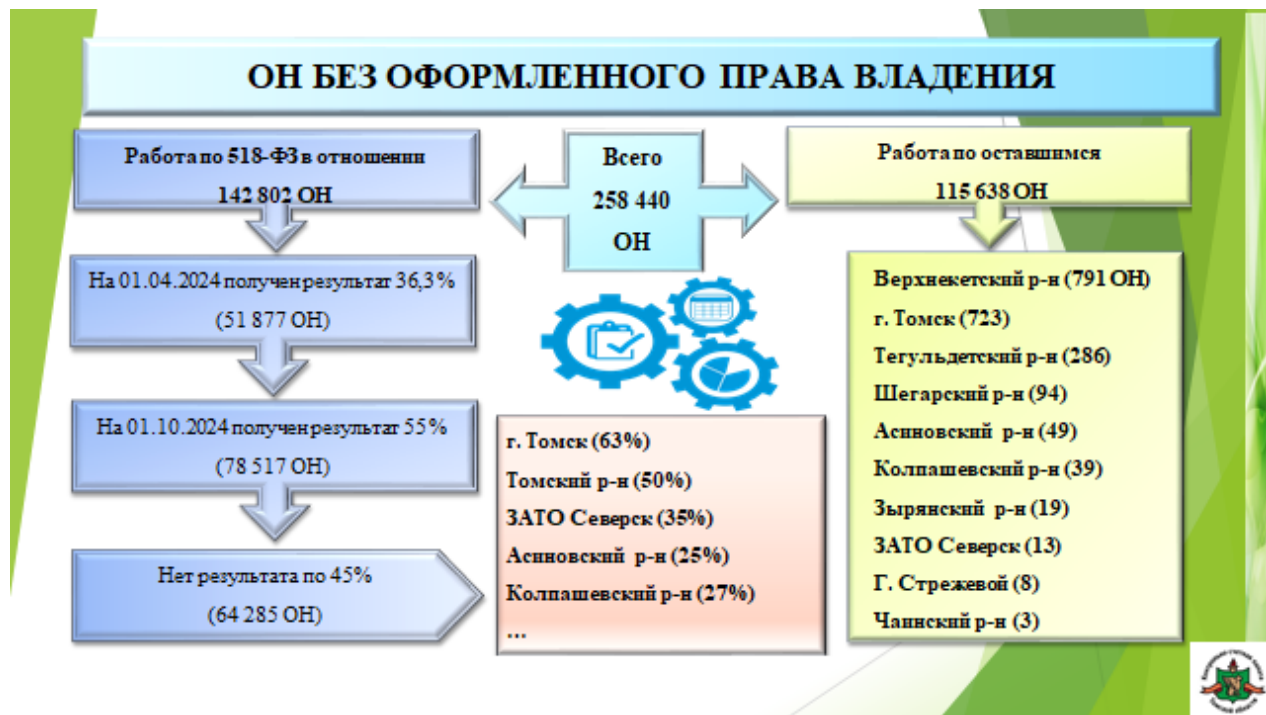 ОН БЕЗ ОФОРМЛЕННОГО ПРАВА ВЛАДЕНИЯ
Работа по 518-ФЗ в отношении
142 802 ОН
На 01.04.2024 получен результат 36,3%
(51 877 ОН)
На 01.10.2024 получен результат 55%
(78 517 ОН)
Нет результата по 45%
(64 285 ОН)
Всего
258 440
ОН
г. Томск (63%)
Томский р-н (50%)
ЗАТО Северск (35%)
Асиновский р-н (25%)
Колпашевский р-н (27%)
...
Работа по оставшимся
115 638 ОН
Верхнекетский р-н (791 ОН)
г. Томск (723)
Тегульдетский р-н (286)
Шегарский р-н (94)
Асиновский р-н (49)
Колпашевский р-н (39)
Зырянский р-н (19)
ЗАТО Северск (13)
Г. Стрежевой (8)
Чаинский р-н (3)